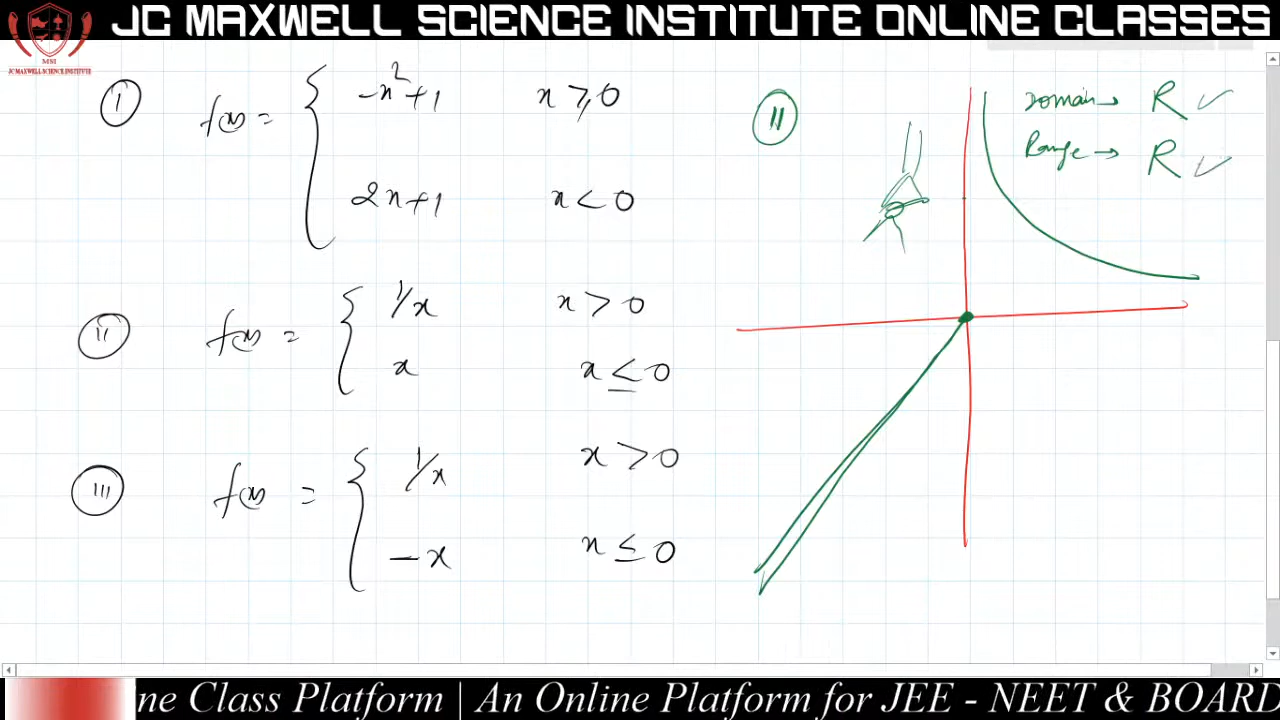 JC MAXWELL SCIENCE INSTITUTE ONLINE CLASSES
MSI
JC MAXWELL SCIENCE INSTITUTE
I f(x) = { -x²+1 x ≥ 0
2x+1 x < 0
II f(x) = { 1/x x > 0
x x ≤ 0
III f(x) = { 1/x x > 0
-x x ≤ 0
II
Domain → R ✓
Range → R ✓
ne Class Platform | An Online Platform for JEE - NEET & BOARD